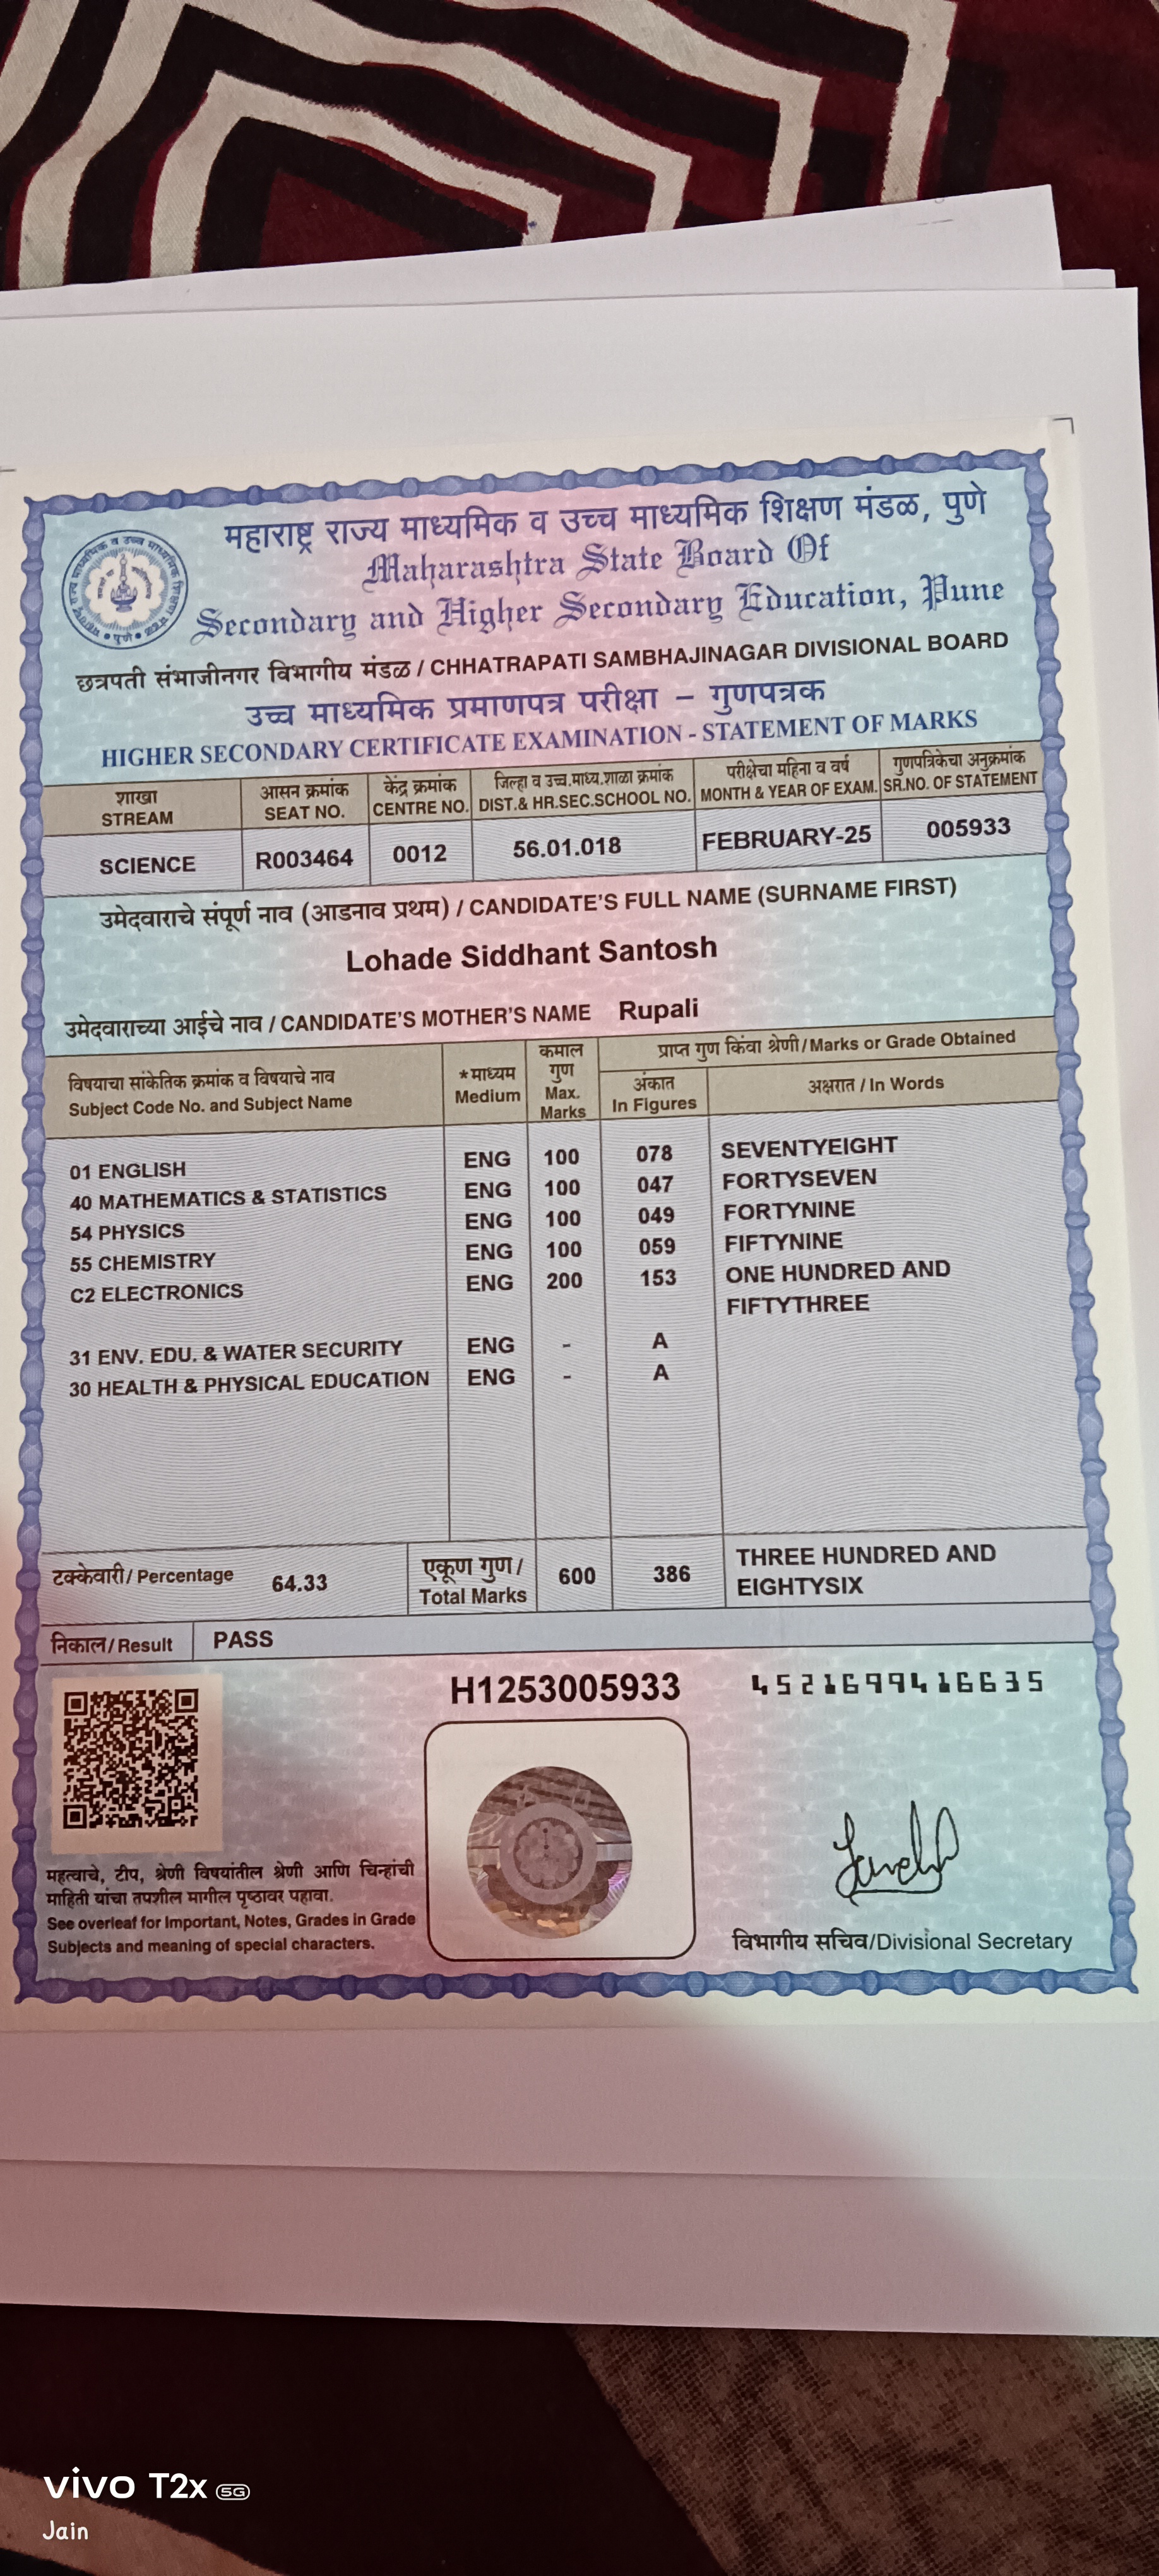 महाराष्ट्र राज्य माध्यमिक व उच्च माध्यमिक शिक्षण मंडळ, पुणे
Maharashtra State Board Of
Secondary and Higher Secondary Education, Pune
छत्रपती संभाजीनगर विभागीय मंडळ / CHHATRAPATI SAMBHAJINAGAR DIVISIONAL BOARD
उच्च माध्यमिक प्रमाणपत्र परीक्षा – गुणपत्रक
HIGHER SECONDARY CERTIFICATE EXAMINATION - STATEMENT OF MARKS
शाखा आसन क्रमांक केंद्र क्रमांक जिल्हा व उच्च.माध्य.शाळा क्रमांक परीक्षेचा महिना व वर्ष गुणपत्रिकेचा अनुक्रमांक
STREAM SEAT NO. CENTRE NO. DIST.& HR.SEC.SCHOOL NO. MONTH & YEAR OF EXAM. SR.NO. OF STATEMENT
SCIENCE R003464 0012 56.01.018 FEBRUARY-25 005933
उमेदवाराचे संपूर्ण नाव (आडनाव प्रथम) / CANDIDATE'S FULL NAME (SURNAME FIRST)
Lohade Siddhant Santosh
उमेदवाराच्या आईचे नाव / CANDIDATE'S MOTHER'S NAME Rupali
विषयाचा सांकेतिक क्रमांक व विषयाचे नाव
Subject Code No. and Subject Name
* माध्यम
Medium
कमाल
गुण
Max.
Marks
प्राप्त गुण किंवा श्रेणी/Marks or Grade Obtained
अंकात
In Figures
अक्षरात / In Words
01 ENGLISH ENG 100 078 SEVENTYEIGHT
40 MATHEMATICS & STATISTICS ENG 100 047 FORTYSEVEN
54 PHYSICS ENG 100 049 FORTYNINE
55 CHEMISTRY ENG 100 059 FIFTYNINE
C2 ELECTRONICS ENG 200 153 ONE HUNDRED AND
FIFTYTHREE
31 ENV. EDU. & WATER SECURITY ENG - A
30 HEALTH & PHYSICAL EDUCATION ENG - A
टक्केवारी/ Percentage 64.33
एकूण गुण /
Total Marks
600 386
THREE HUNDRED AND
EIGHTYSIX
निकाल/ Result PASS
H1253005933
4521699416635
महत्वाचे, टीप, श्रेणी विषयांतील श्रेणी आणि चिन्हांची
माहिती यांचा तपशील मागील पृष्ठावर पहावा.
See overleaf for Important, Notes, Grades in Grade
Subjects and meaning of special characters.
विभागीय सचिव/Divisional Secretary
vivo T2x 5G
Jain